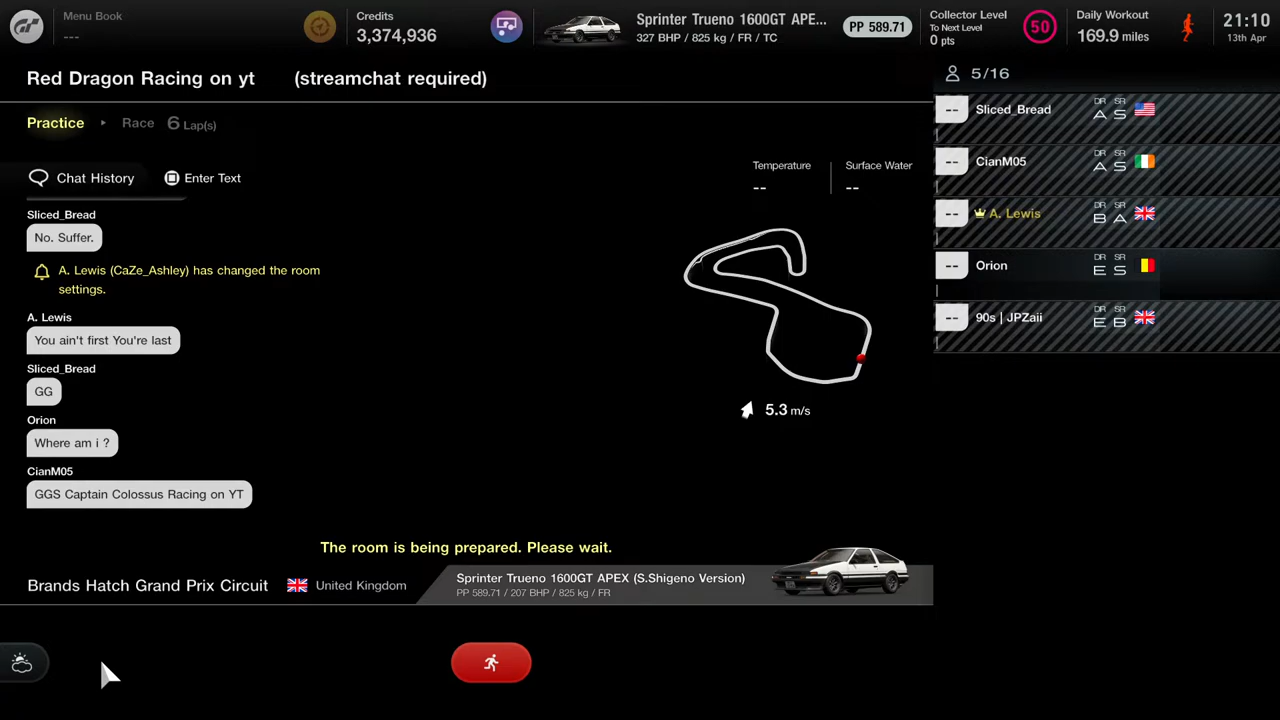 Menu Book
---
Credits
3,374,936
Sprinter Trueno 1600GT APE...
327 BHP / 825 kg / FR / TC
PP 589.71
Collector Level
To Next Level
0 pts
50
Daily Workout
169.9 miles
21:10
13th Apr
Red Dragon Racing on yt (streamchat required)
5/16
Practice Race 6 Lap(s)
Chat History Enter Text
Temperature
--
Surface Water
--
Sliced_Bread
No. Suffer.
A. Lewis (CaZe_Ashley) has changed the room
settings.
A. Lewis
You ain't first You're last
Sliced_Bread
GG
Orion
Where am i ?
CianM05
GGS Captain Colossus Racing on YT
5.3 m/s
The room is being prepared. Please wait.
Brands Hatch Grand Prix Circuit United Kingdom
Sprinter Trueno 1600GT APEX (S.Shigeno Version)
PP 589.71 / 207 BHP / 825 kg / FR
-- Sliced_Bread DR A SR S
-- CianM05 DR A SR S
-- A. Lewis DR B SR A
-- Orion DR E SR S
-- 90s | JPZaii DR E SR B